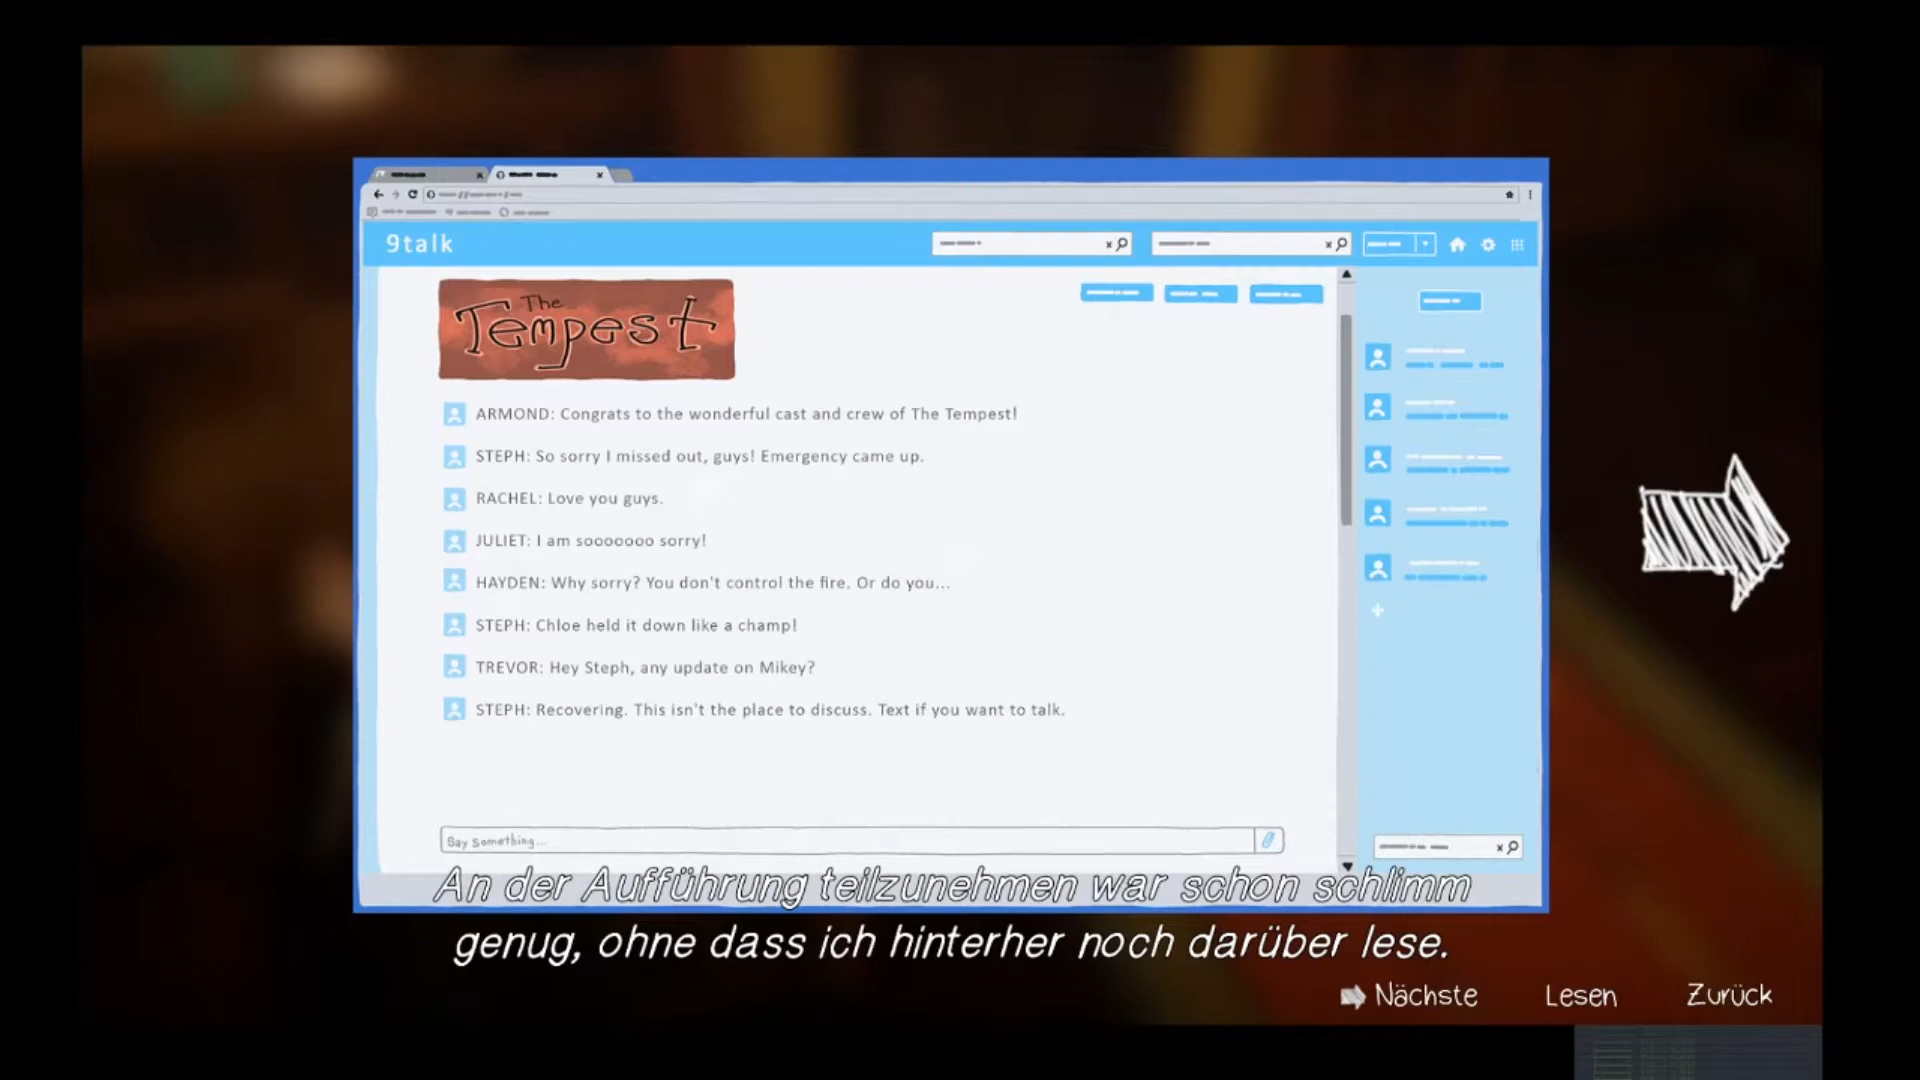 9talk
The
Tempest
ARMOND: Congrats to the wonderful cast and crew of The Tempest!
STEPH: So sorry I missed out, guys! Emergency came up.
RACHEL: Love you guys.
JULIET: I am sooooooo sorry!
HAYDEN: Why sorry? You don't control the fire. Or do you...
STEPH: Chloe held it down like a champ!
TREVOR: Hey Steph, any update on Mikey?
STEPH: Recovering. This isn't the place to discuss. Text if you want to talk.
Say Something...
An der Aufführung teilzunehmen war schon schlimm
genug, ohne dass ich hinterher noch darüber lese.
Nächste Lesen Zurück